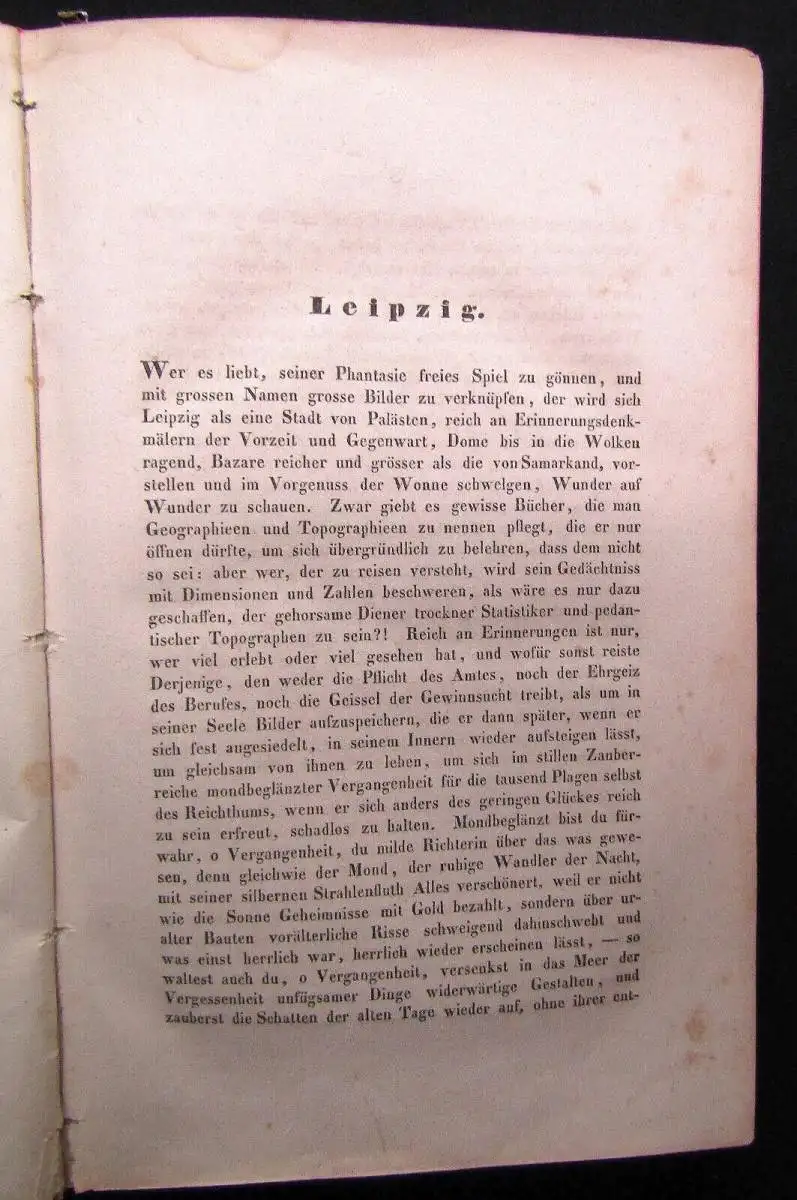 Leipzig.
Wer es liebt, seiner Phantasie freies Spiel zu gönnen, und
mit grossen Namen grosse Bilder zu verknüpfen, der wird sich
Leipzig als eine Stadt von Palästen, reich an Erinnerungsdenk-
mälern der Vorzeit und Gegenwart, Dome bis in die Wolken
ragend, Bazare reicher und grösser als die von Samarkand, vor-
stellen und im Vorgenuss der Wonne schwelgen, Wunder auf
Wunder zu schauen. Zwar giebt es gewisse Bücher, die man
Geographieen und Topographieen zu nennen pflegt, die er nur
öffnen dürfte, um sich übergründlich zu belehren, dass dem nicht
so sei: aber wer, der zu reisen versteht, wird sein Gedächtniss
mit Dimensionen und Zahlen beschweren, als wäre es nur dazu
geschaffen, der gehorsame Diener trockner Statistiker und pedan-
tischer Topographen zu sein?! Reich an Erinnerungen ist nur,
wer viel erlebt oder viel gesehen hat, und wofür sonst reiste
Derjenige, den weder die Pflicht des Amtes, noch der Ehrgeiz
des Berufes, noch die Geissel der Gewinnsucht treibt, als um in
seiner Seele Bilder aufzuspeichern, die er dann später, wenn er
sich fest angesiedelt, in seinem Innern wieder aufsteigen lässt,
um gleichsam von ihnen zu leben, um sich im stillen Zauber-
reiche mondbeglänzter Vergangenheit für die tausend Plagen selbst
des Reichthums, wenn er sich anders des geringen Glückes reich
zu sein erfreut, schadlos zu halten. Mondbeglänzt bist du für-
wahr, o Vergangenheit, du milde Richterin über das was gewe-
sen, denn gleichwie der Mond, der ruhige Wandler der Nacht,
mit seiner silbernen Strahlenfluth Alles verschönert, weil er nicht
wie die Sonne Geheimnisse mit Gold bezahlt, sondern über ur-
alter Bauten vorälterliche Risse schweigend dahinschwebt und
was einst herrlich war, herrlich wieder erscheinen lässt, — so
waltest auch du, o Vergangenheit, versenkst in das Meer der
Vergessenheit unfügsamer Dinge widerwärtige Gestalten, und
zauberst die Schatten der alten Tage wieder auf, ohne ihrer ent-